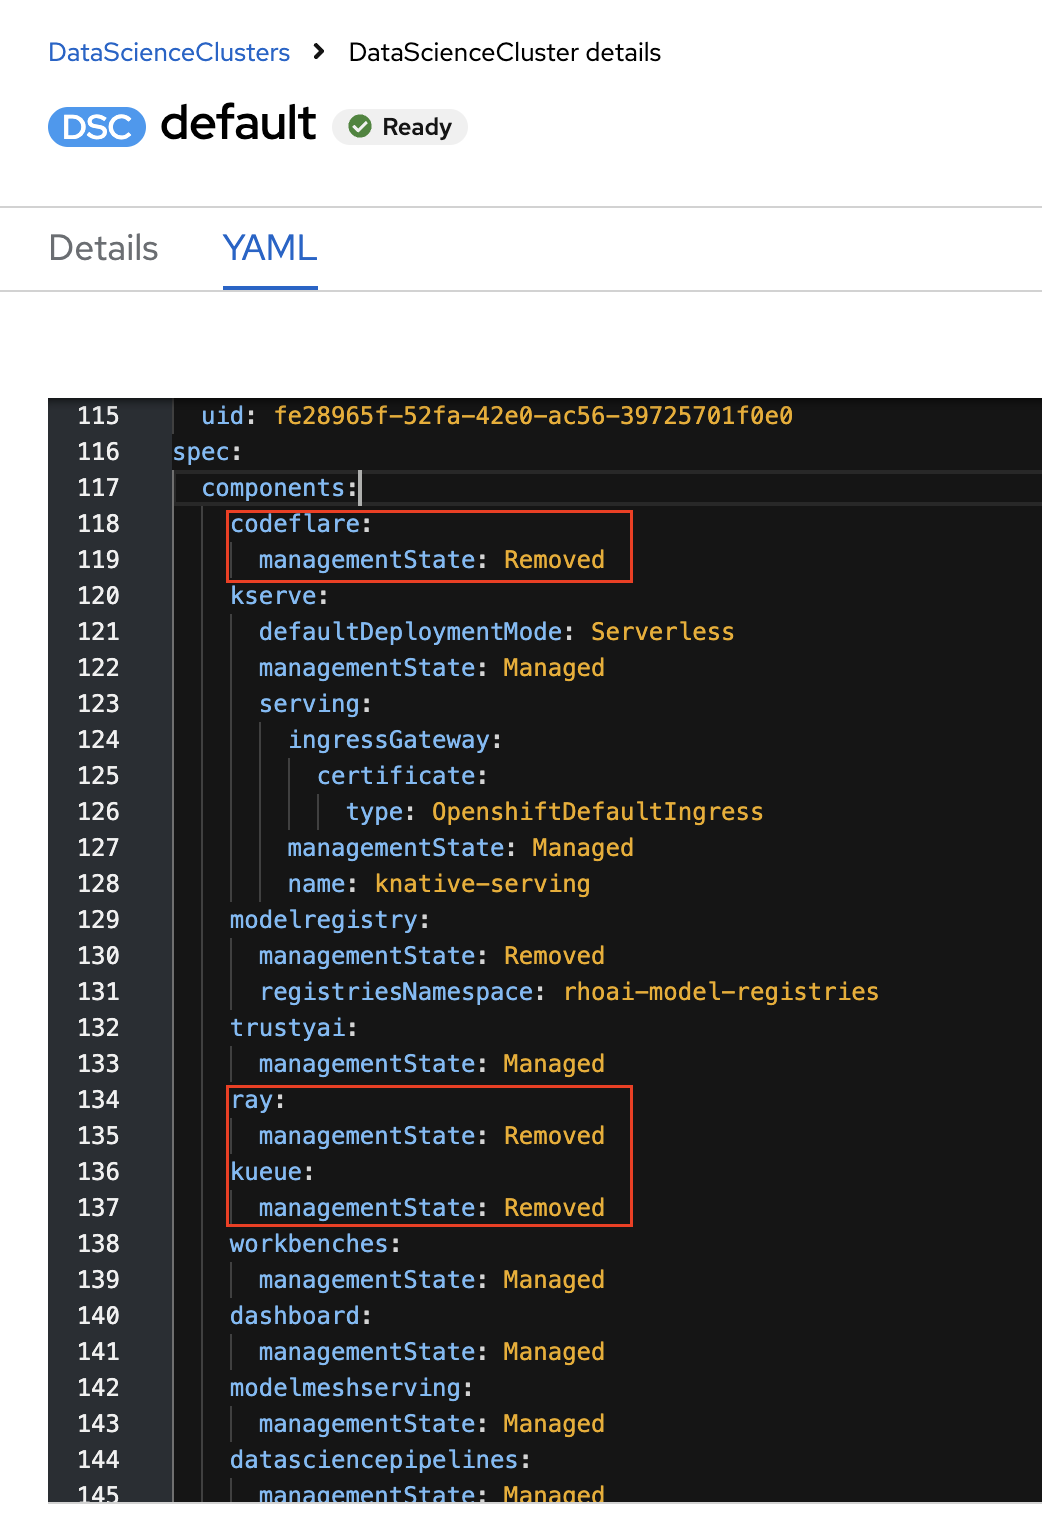 DataScienceClusters > DataScienceCluster details
DSC default Ready
Details YAML
115 uid: fe28965f-52fa-42e0-ac56-39725701f0e0
116 spec:
117 components:
118 codeflare:
119 managementState: Removed
120 kserve:
121 defaultDeploymentMode: Serverless
122 managementState: Managed
123 serving:
124 ingressGateway:
125 certificate:
126 type: OpenshiftDefaultIngress
127 managementState: Managed
128 name: knative-serving
129 modelregistry:
130 managementState: Removed
131 registriesNamespace: rhoai-model-registries
132 trustyai:
133 managementState: Managed
134 ray:
135 managementState: Removed
136 kueue:
137 managementState: Removed
138 workbenches:
139 managementState: Managed
140 dashboard:
141 managementState: Managed
142 modelmeshserving:
143 managementState: Managed
144 datasciencepipelines:
145 managementState: Managed